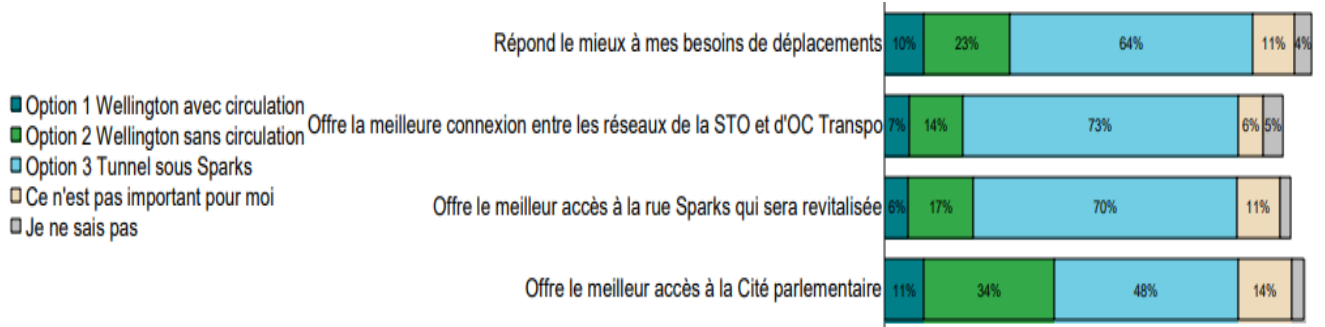 Répond le mieux à mes besoins de déplacements
10% 23% 64% 11% 4%
Option 1 Wellington avec circulation
Option 2 Wellington sans circulation
Option 3 Tunnel sous Sparks
Ce n'est pas important pour moi
Je ne sais pas
Offre la meilleure connexion entre les réseaux de la STO et d'OC Transpo
7% 14% 73% 6% 5%
Offre le meilleur accès à la rue Sparks qui sera revitalisée
6% 17% 70% 11%
Offre le meilleur accès à la Cité parlementaire
11% 34% 48% 14%